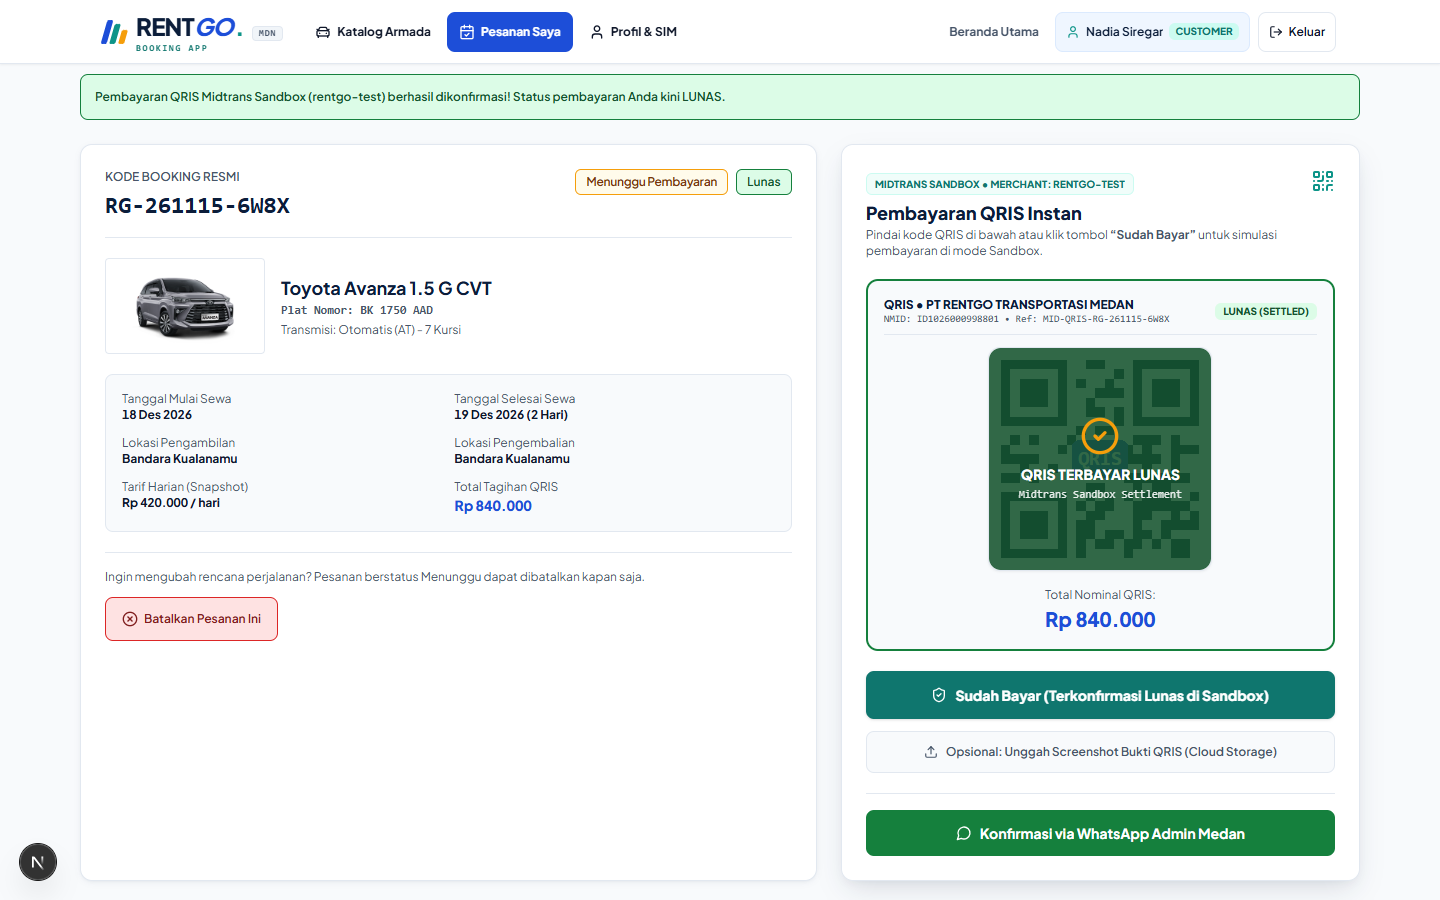 RENTGO. MDN
BOOKING APP
Katalog Armada
Pesanan Saya
Profil & SIM
Beranda Utama
Nadia Siregar CUSTOMER
Keluar
Pembayaran QRIS Midtrans Sandbox (rentgo-test) berhasil dikonfirmasi! Status pembayaran Anda kini LUNAS.
KODE BOOKING RESMI
RG-261115-6W8X
Menunggu Pembayaran
Lunas
Toyota Avanza 1.5 G CVT
Plat Nomor: BK 1750 AAD
Transmisi: Otomatis (AT) - 7 Kursi
Tanggal Mulai Sewa
18 Des 2026
Tanggal Selesai Sewa
19 Des 2026 (2 Hari)
Lokasi Pengambilan
Bandara Kualanamu
Lokasi Pengembalian
Bandara Kualanamu
Tarif Harian (Snapshot)
Rp 420.000 / hari
Total Tagihan QRIS
Rp 840.000
Ingin mengubah rencana perjalanan? Pesanan berstatus Menunggu dapat dibatalkan kapan saja.
Batalkan Pesanan Ini
MIDTRANS SANDBOX • MERCHANT: RENTGO-TEST
Pembayaran QRIS Instan
Pindai kode QRIS di bawah atau klik tombol “Sudah Bayar” untuk simulasi
pembayaran di mode Sandbox.
QRIS • PT RENTGO TRANSPORTASI MEDAN
NMID: ID1026000998801 • Ref: MID-QRIS-RG-261115-6W8X
LUNAS (SETTLED)
QRIS
QRIS TERBAYAR LUNAS
Midtrans Sandbox Settlement
Total Nominal QRIS:
Rp 840.000
Sudah Bayar (Terkonfirmasi Lunas di Sandbox)
Opsional: Unggah Screenshot Bukti QRIS (Cloud Storage)
Konfirmasi via WhatsApp Admin Medan
N